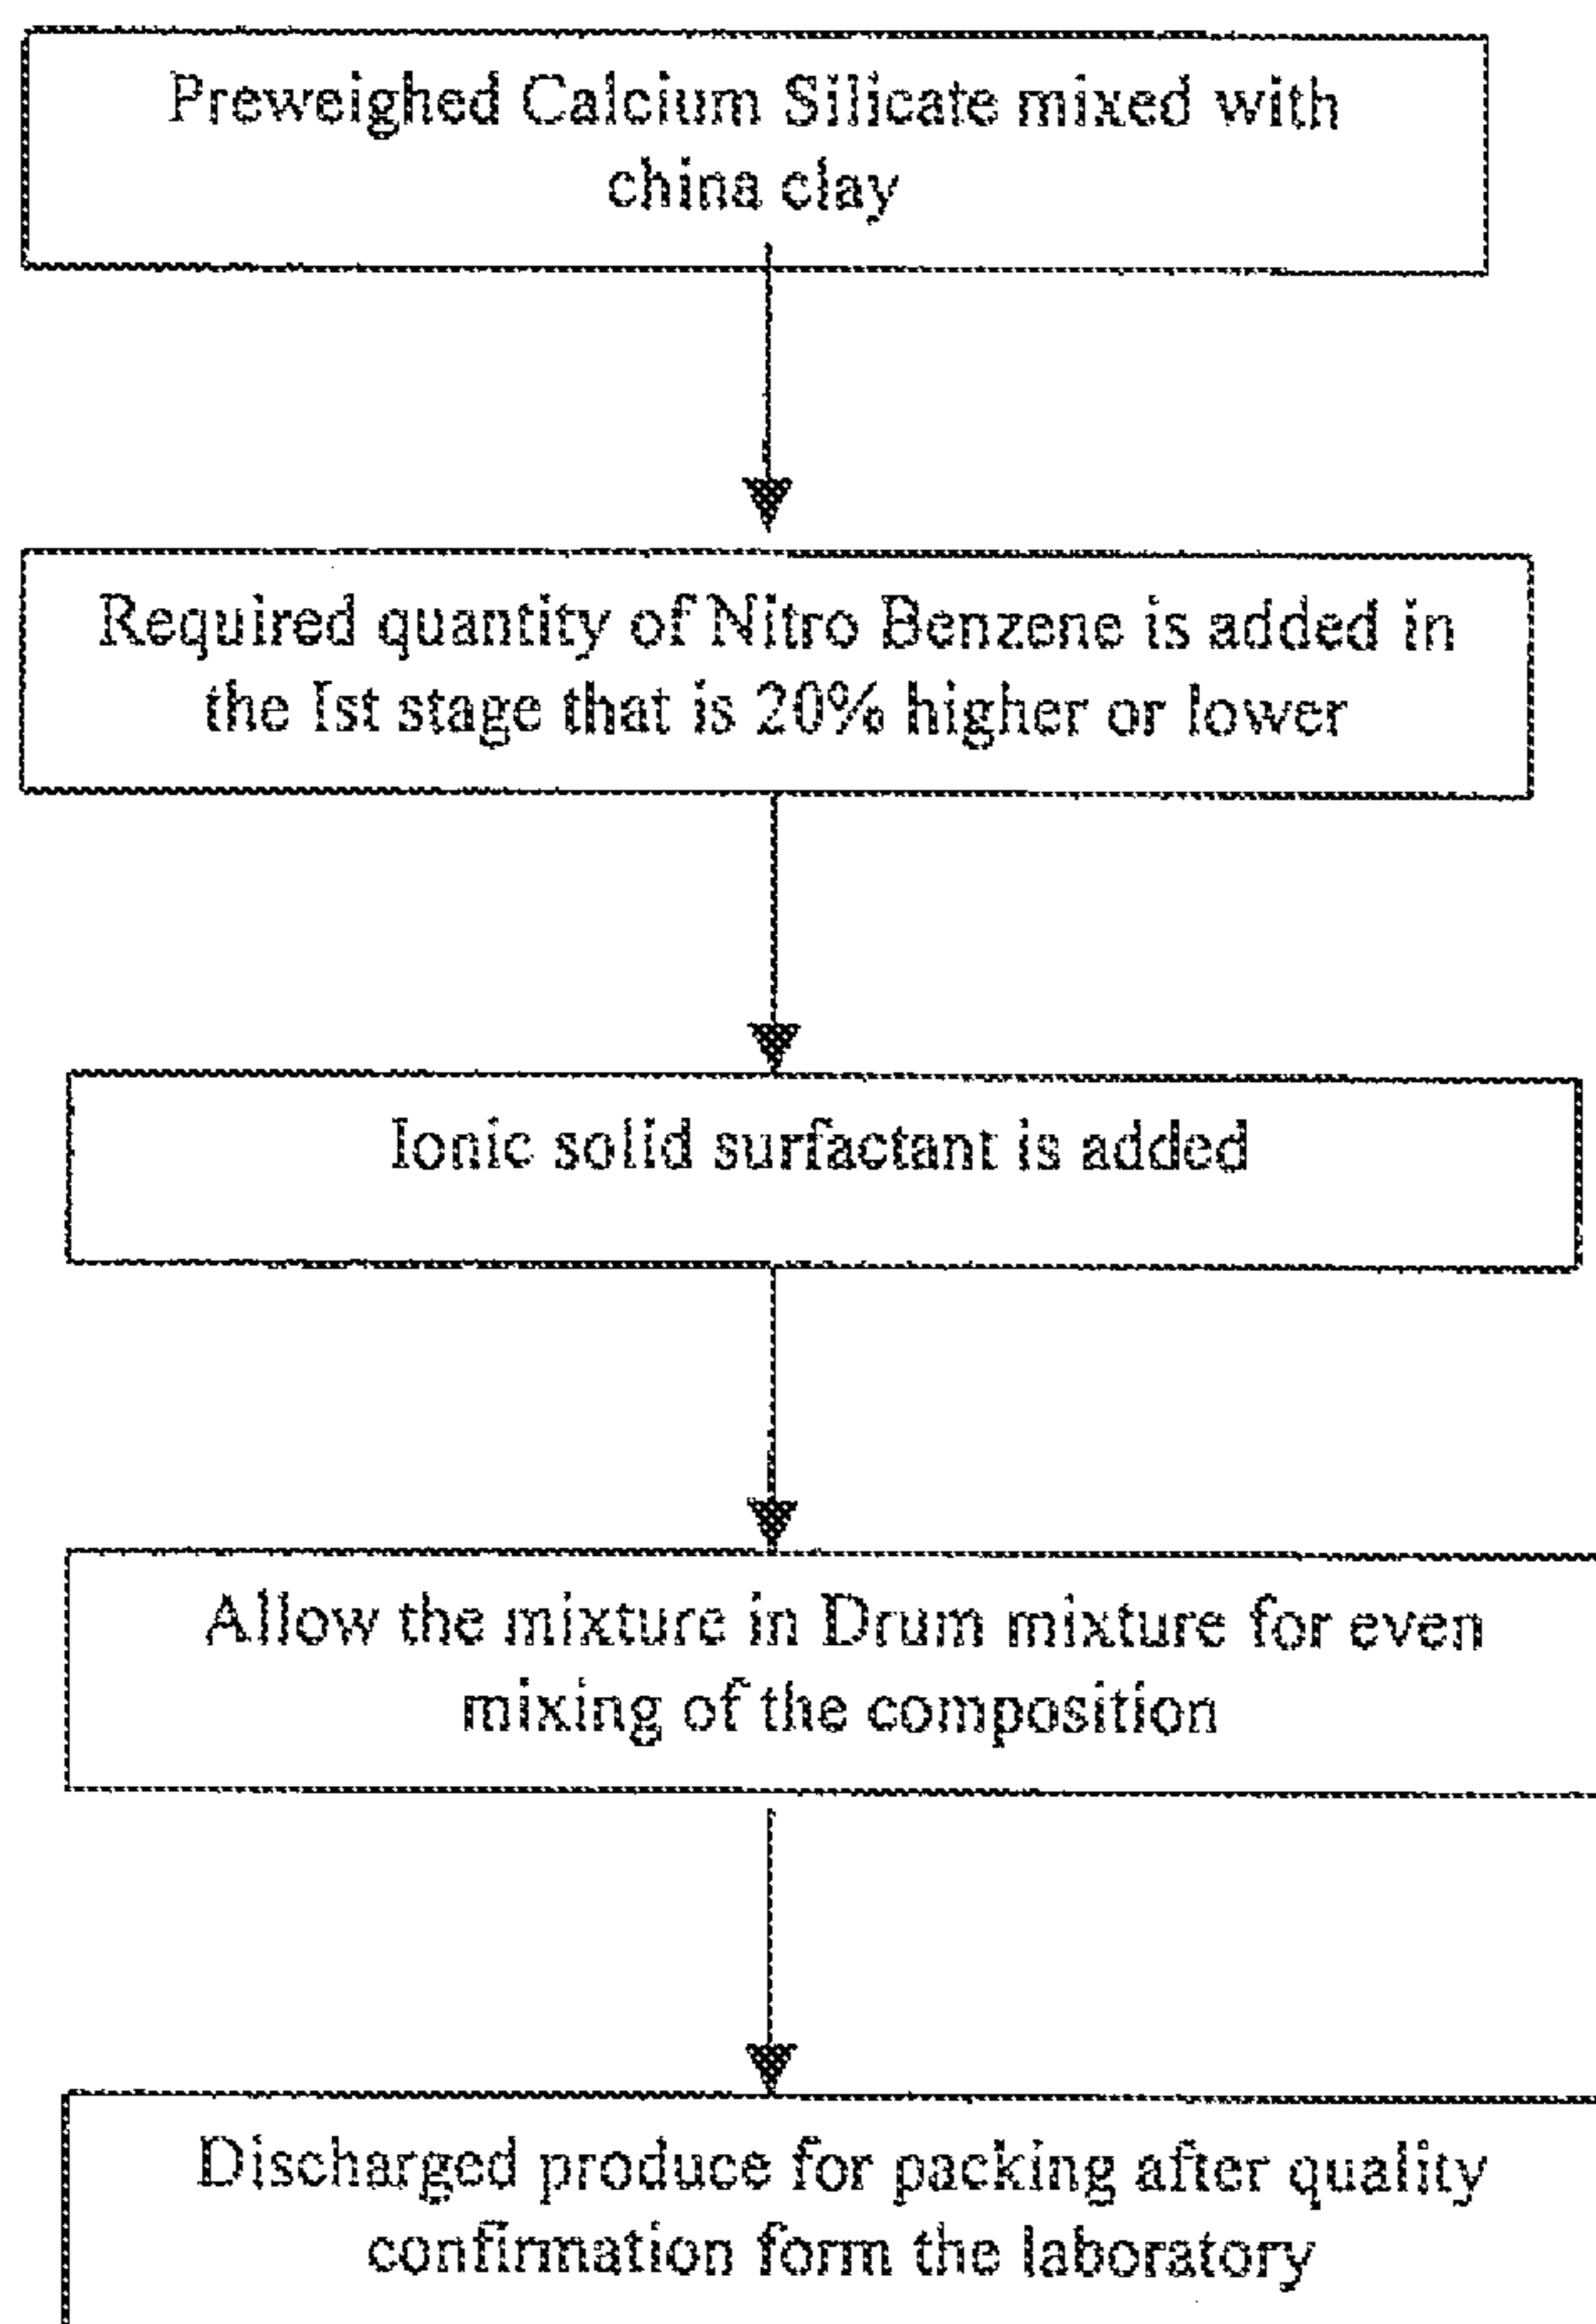 Preweighed Calcium Silicate mixed with
china clay
Required quantity of Nitro Benzene is added in
the Ist stage that is 20% higher or lower
Ionic solid surfactant is added
Allow the mixture in Drum mixture for even
mixing of the composition
Discharged produce for packing after quality
confirmation form the laboratory